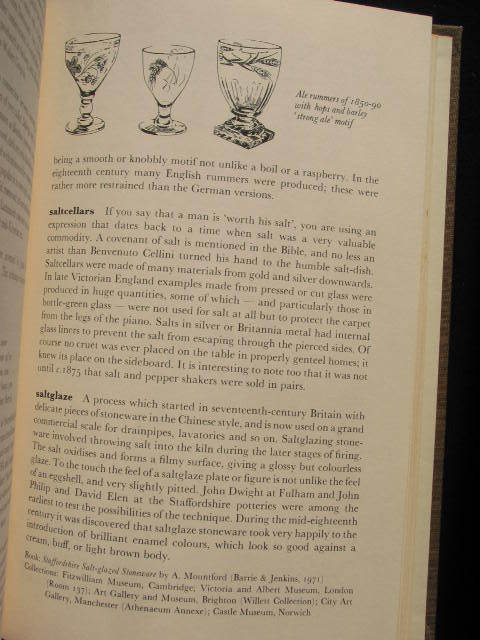 Ale rummers of 1850-90
with hops and barley
'strong ale' motif
being a smooth or knobbly motif not unlike a boil or a raspberry. In the
eighteenth century many English rummers were produced; these were
rather more restrained than the German versions.
saltcellars If you say that a man is 'worth his salt', you are using an
expression that dates back to a time when salt was a very valuable
commodity. A covenant of salt is mentioned in the Bible, and no less an
artist than Benvenuto Cellini turned his hand to the humble salt-dish.
Saltcellars were made of many materials from gold and silver downwards.
In late Victorian England examples made from pressed or cut glass were
produced in huge quantities, some of which — and particularly those in
bottle-green glass — were not used for salt at all but to protect the carpet
from the legs of the piano. Salts in silver or Britannia metal had internal
glass liners to prevent the salt from escaping through the pierced sides. Of
course no cruet was ever placed on the table in properly genteel homes; it
knew its place on the sideboard. It is interesting to note too that it was not
until c.1875 that salt and pepper shakers were sold in pairs.
saltglaze A process which started in seventeenth-century Britain with
delicate pieces of stoneware in the Chinese style, and is now used on a grand
commercial scale for drainpipes, lavatories and so on. Saltglazing stone-
ware involved throwing salt into the kiln during the later stages of firing.
The salt oxidises and forms a filmy surface, giving a glossy but colourless
glaze. To the touch the feel of a saltglaze plate or figure is not unlike the feel
of an eggshell, and very slightly pitted. John Dwight at Fulham and John
Philip and David Elen at the Staffordshire potteries were among the
earliest to test the possibilities of the technique. During the mid-eighteenth
century it was discovered that saltglaze stoneware took very happily to the
introduction of brilliant enamel colours, which look so good against a
cream, buff, or light brown body.
Book: Staffordshire Salt-glazed Stoneware by A. Mountford (Barrie & Jenkins, 1971)
Collections: Fitzwilliam Museum, Cambridge; Victoria and Albert Museum, London
(Room 137); Art Gallery and Museum, Brighton (Willett Collection); City Art
Gallery, Manchester (Athenaeum Annexe); Castle Museum, Norwich